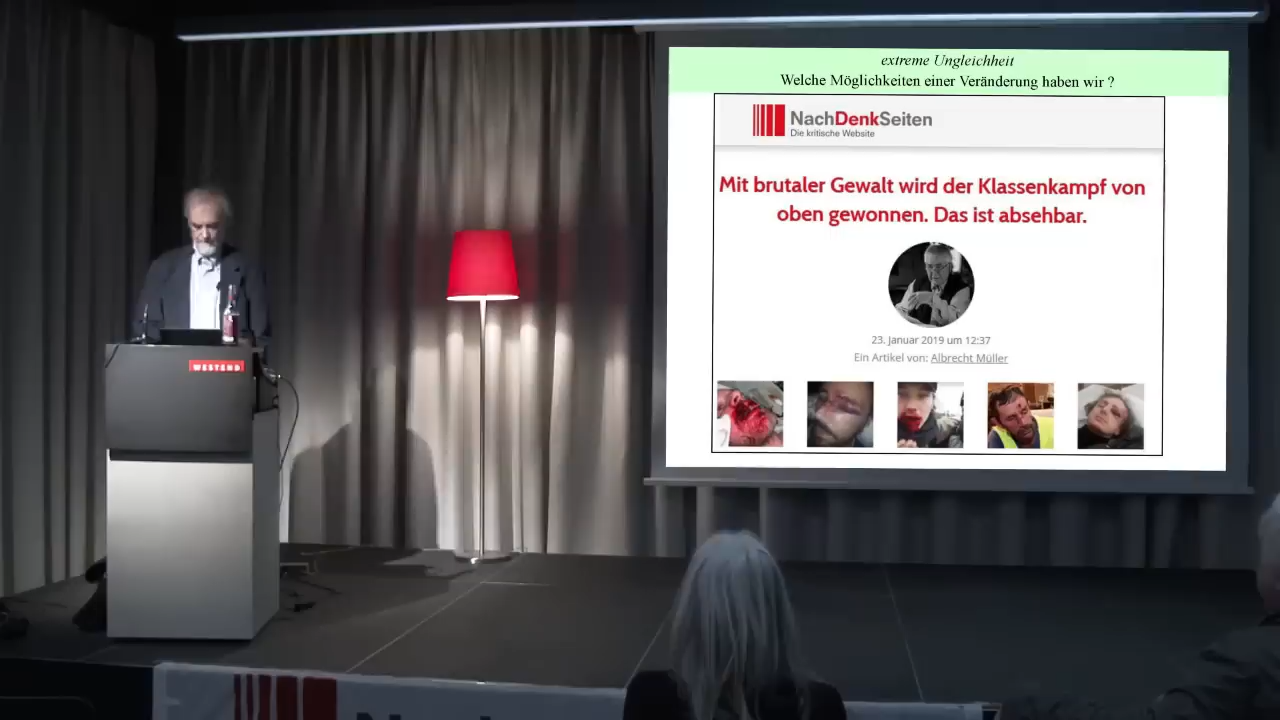 extreme Ungleichheit
Welche Möglichkeiten einer Veränderung haben wir ?
NachDenkSeiten
Die kritische Website
Mit brutaler Gewalt wird der Klassenkampf von
oben gewonnen. Das ist absehbar.
23. Januar 2019 um 12:37
Ein Artikel von: Albrecht Müller
WESTEND